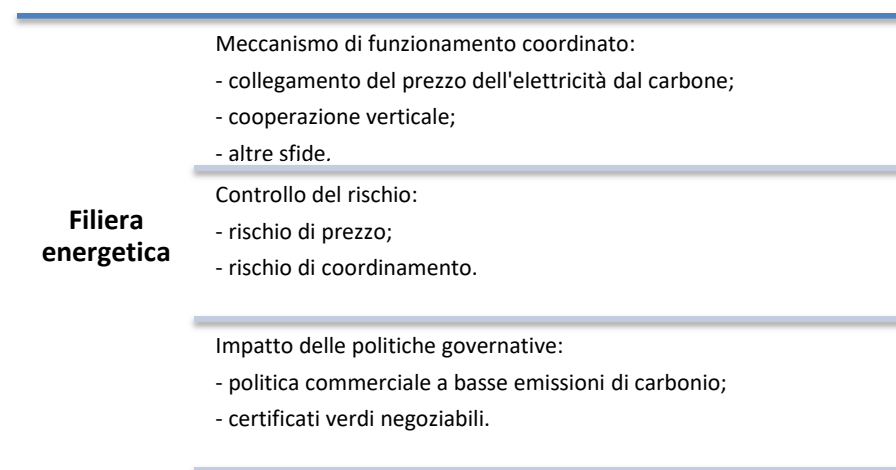 Meccanismo di funzionamento coordinato:
- collegamento del prezzo dell'elettricità dal carbone;
- cooperazione verticale;
- altre sfide.
Filiera
energetica
Controllo del rischio:
- rischio di prezzo;
- rischio di coordinamento.
Impatto delle politiche governative:
- politica commerciale a basse emissioni di carbonio;
- certificati verdi negoziabili.